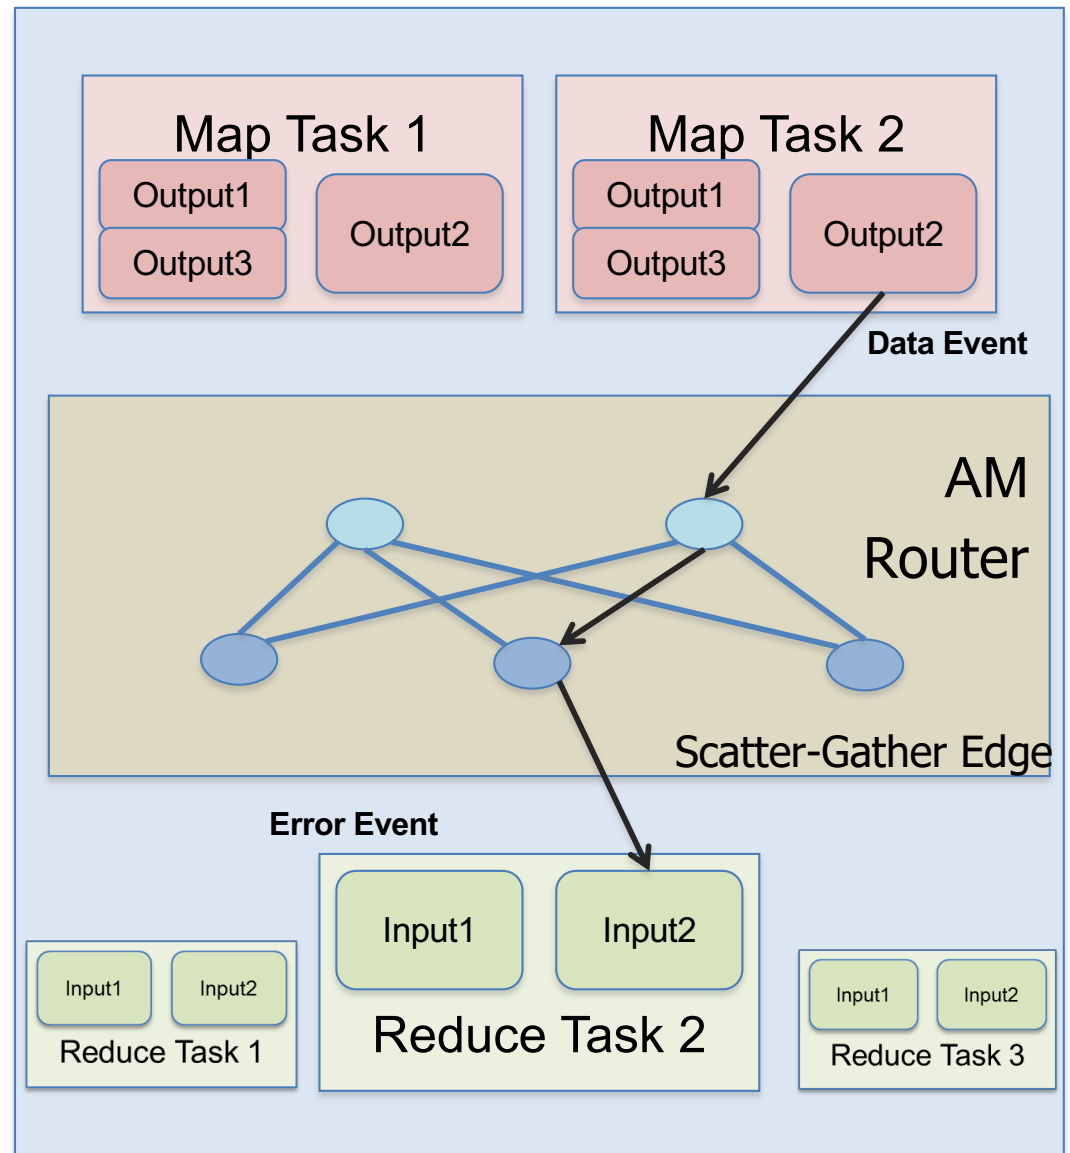 Map Task 1
Output1
Output3
Output2
Map Task 2
Output1
Output3
Output2
Data Event
AM
Router
Scatter-Gather Edge
Error Event
Input1
Input2
Reduce Task 2
Input1
Input2
Reduce Task 1
Input1
Input2
Reduce Task 3